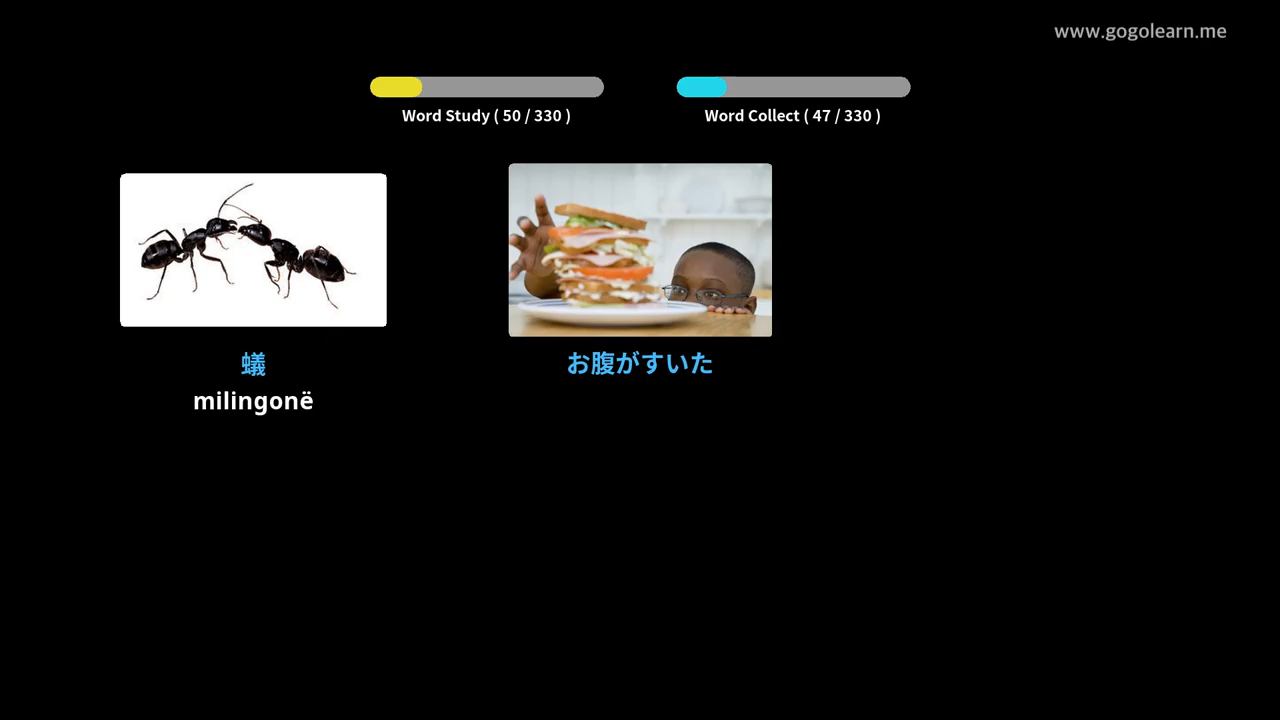 www.gogolearn.me
Word Study ( 50 / 330 )
Word Collect ( 47 / 330 )
蟻
milingonë
お腹がすいた